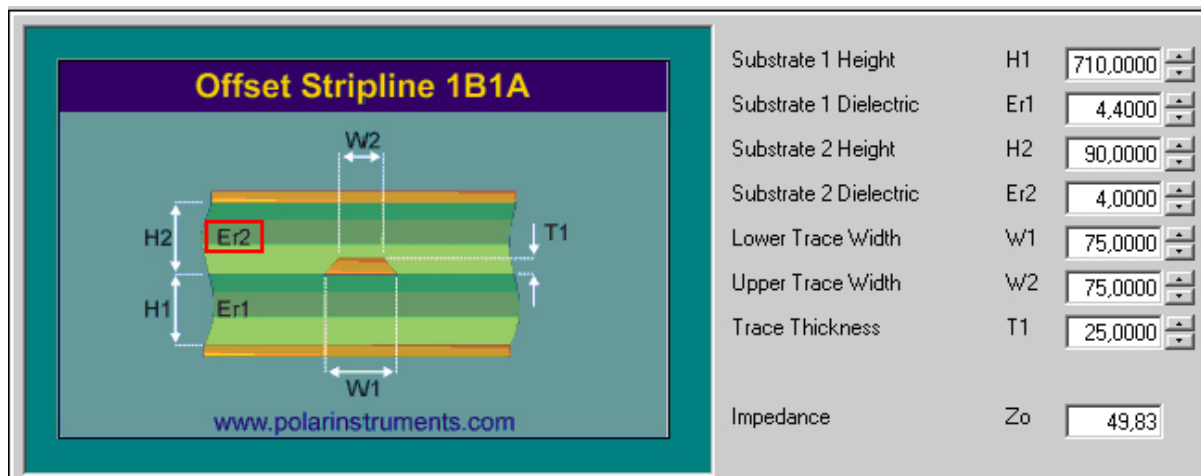 Offset Stripline 1B1A
W2
H2
Er2
T1
H1
Er1
W1
www.polarinstruments.com
Substrate 1 Height H1 710,0000
Substrate 1 Dielectric Er1 4,4000
Substrate 2 Height H2 90,0000
Substrate 2 Dielectric Er2 4,0000
Lower Trace Width W1 75,0000
Upper Trace Width W2 75,0000
Trace Thickness T1 25,0000
Impedance Zo 49,83